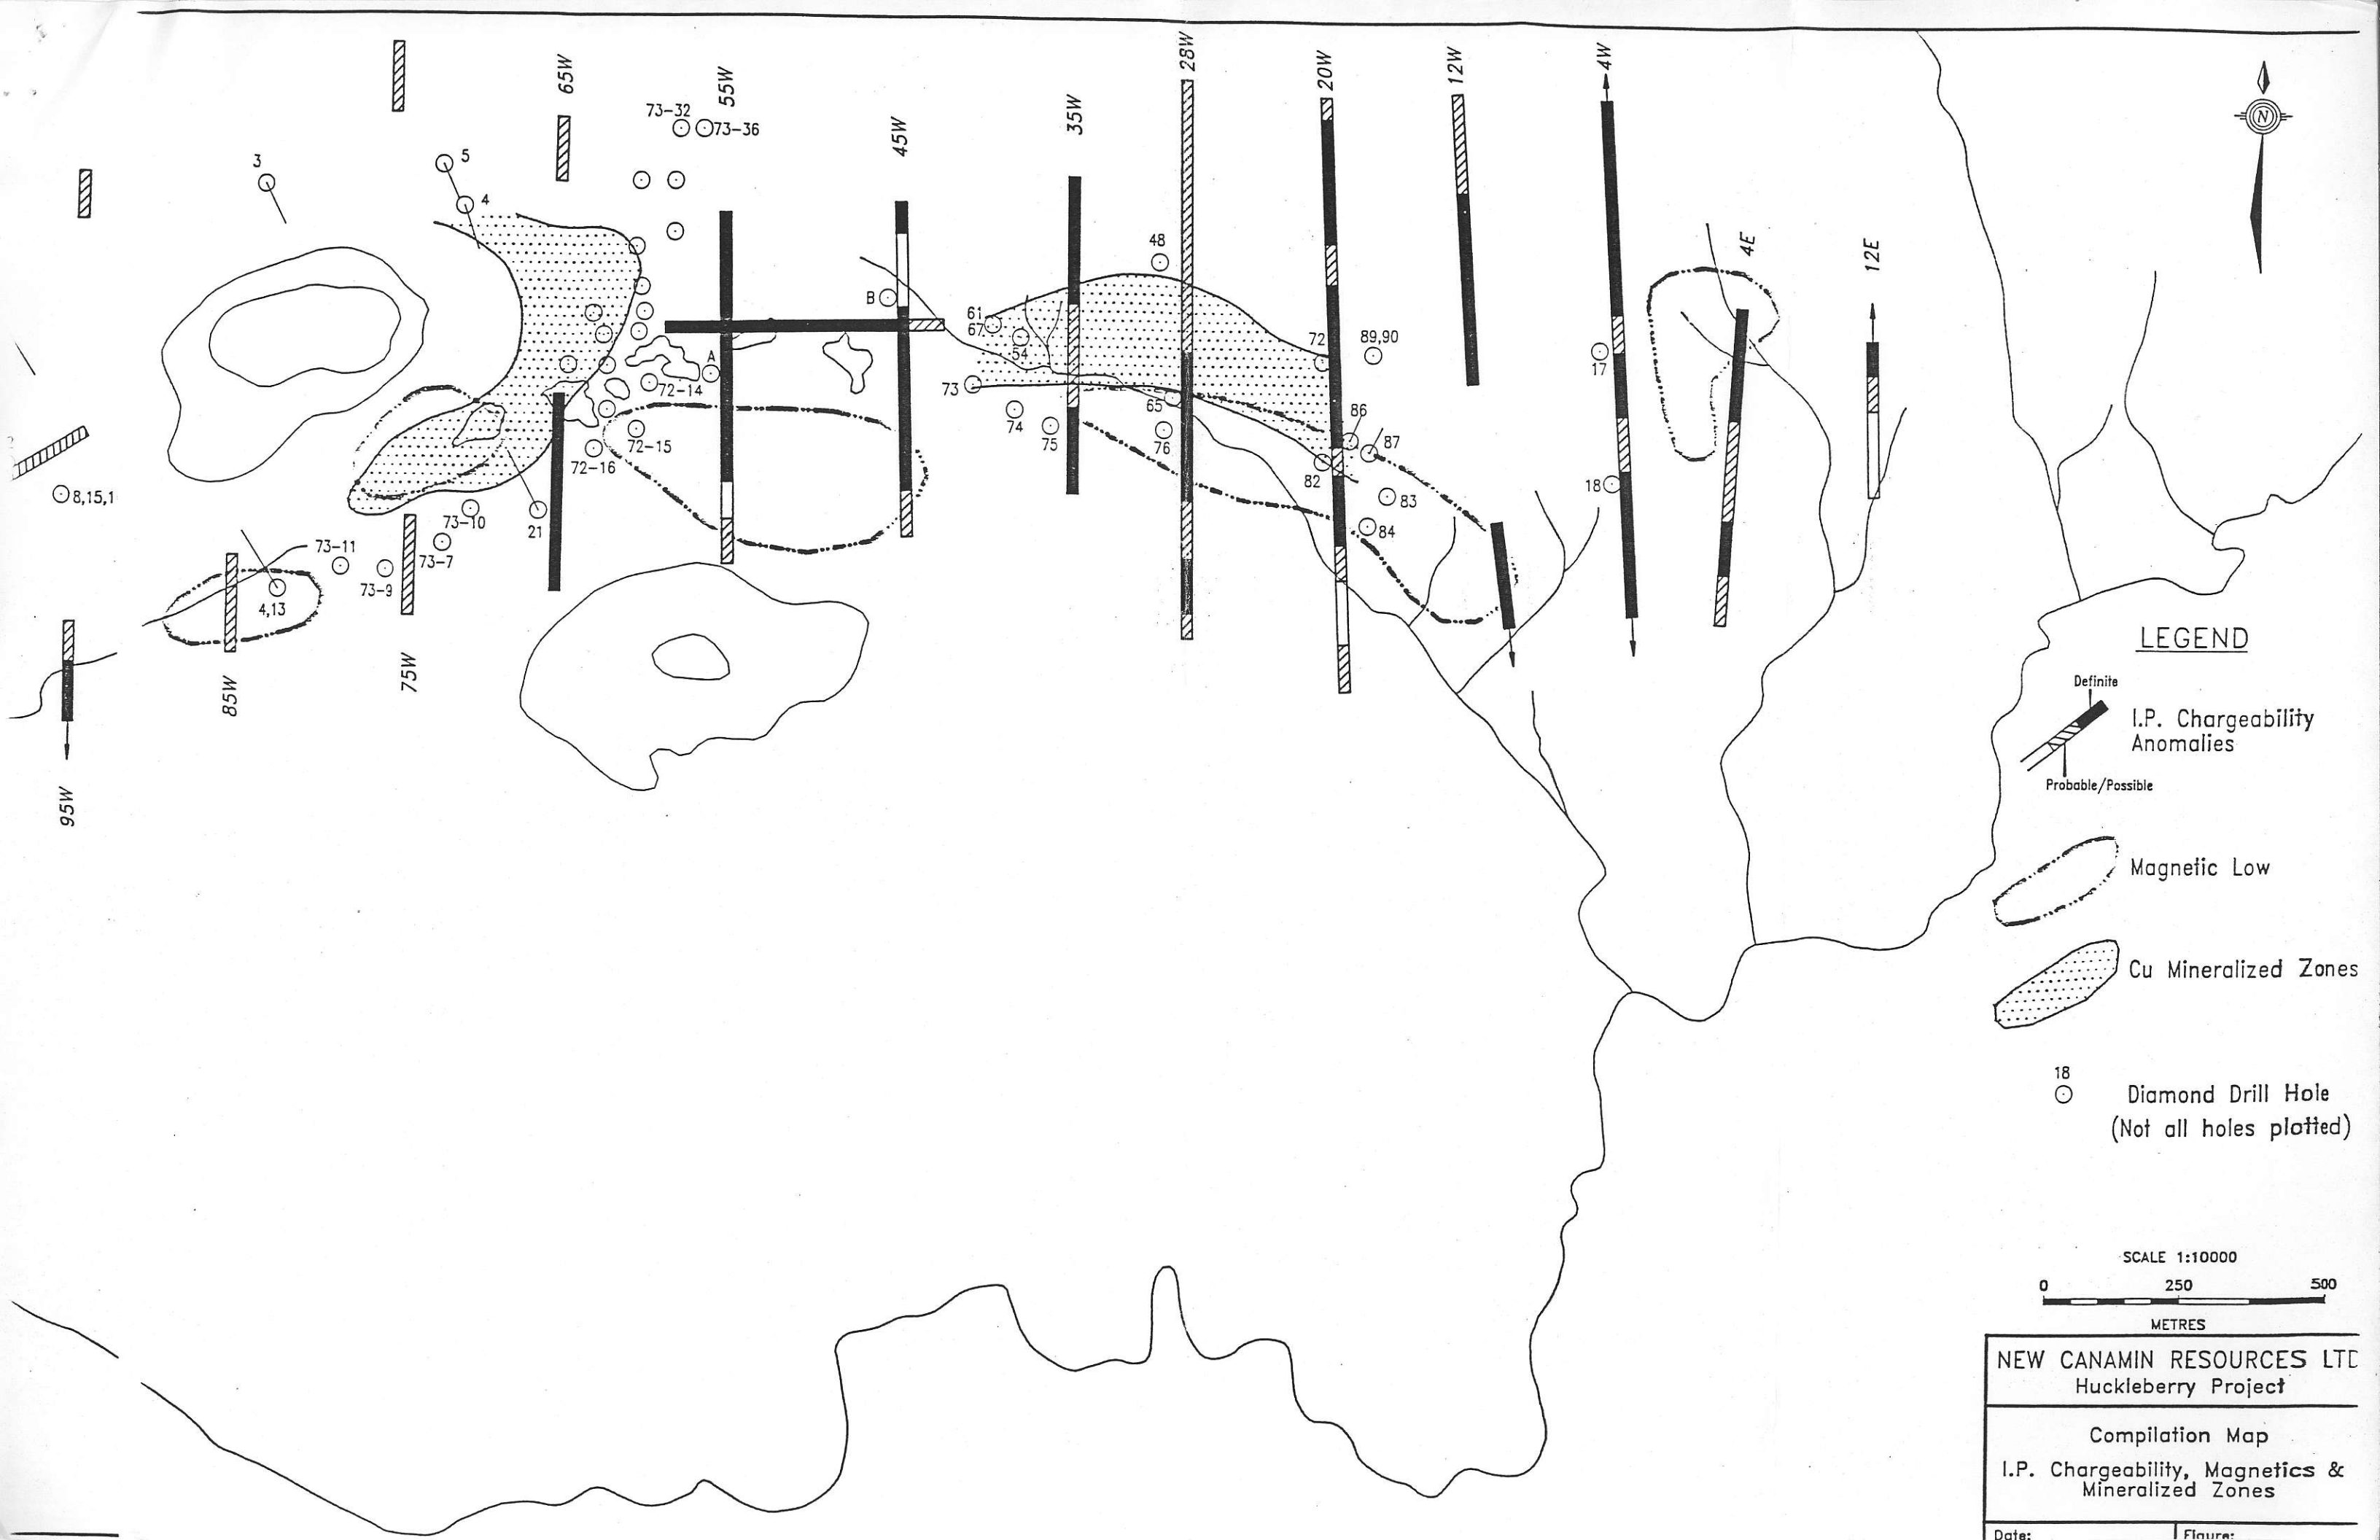 65W
55W
45W
35W
28W
20W
12W
4W
4E
12E
N
73-32
73-36
3
5
4
48
B
61
67
54
72
89,90
17
A
72-14
73
65
86
74
75
76
87
72-15
72-16
82
18
83
8,15,1
73-10
21
84
73-11
73-7
73-9
4,13
75W
85W
95W
LEGEND
Definite
I.P. Chargeability
Anomalies
Probable/Possible
Magnetic Low
Cu Mineralized Zones
18
Diamond Drill Hole
(Not all holes plotted)
SCALE 1:10000
0 250 500
METRES
NEW CANAMIN RESOURCES LTD
Huckleberry Project
Compilation Map
I.P. Chargeability, Magnetics &
Mineralized Zones
Date: Figure: